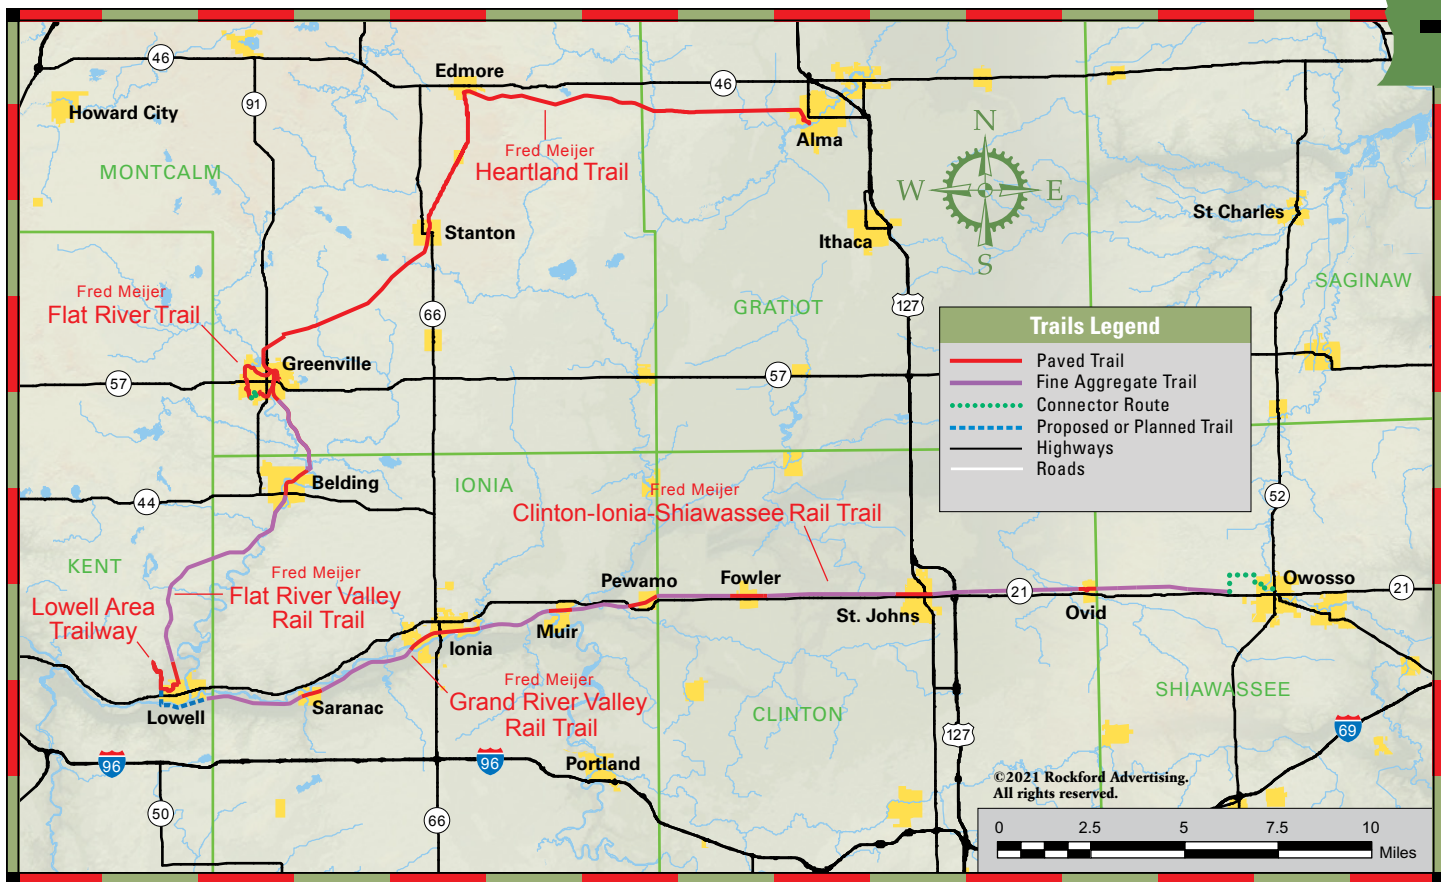 46
Edmore
46
91
Howard City
Alma
Fred Meijer
Heartland Trail
MONTCALM
N
W
E
S
St Charles
Stanton
Ithaca
SAGINAW
Fred Meijer
Flat River Trail
66
GRATIOT
127
Trails Legend
Paved Trail
Fine Aggregate Trail
Connector Route
Proposed or Planned Trail
Highways
Roads
Greenville
57
57
Belding
IONIA
44
Fred Meijer
Clinton-Ionia-Shiawassee Rail Trail
52
KENT
Fred Meijer
Flat River Valley
Rail Trail
Lowell Area
Trailway
Pewamo
Fowler
St. Johns
21
Ovid
Owosso
21
Muir
Ionia
Fred Meijer
Grand River Valley
Rail Trail
Saranac
Lowell
CLINTON
SHIAWASSEE
127
69
96
96
Portland
50
66
©2021 Rockford Advertising.
All rights reserved.
0 2.5 5 7.5 10
Miles